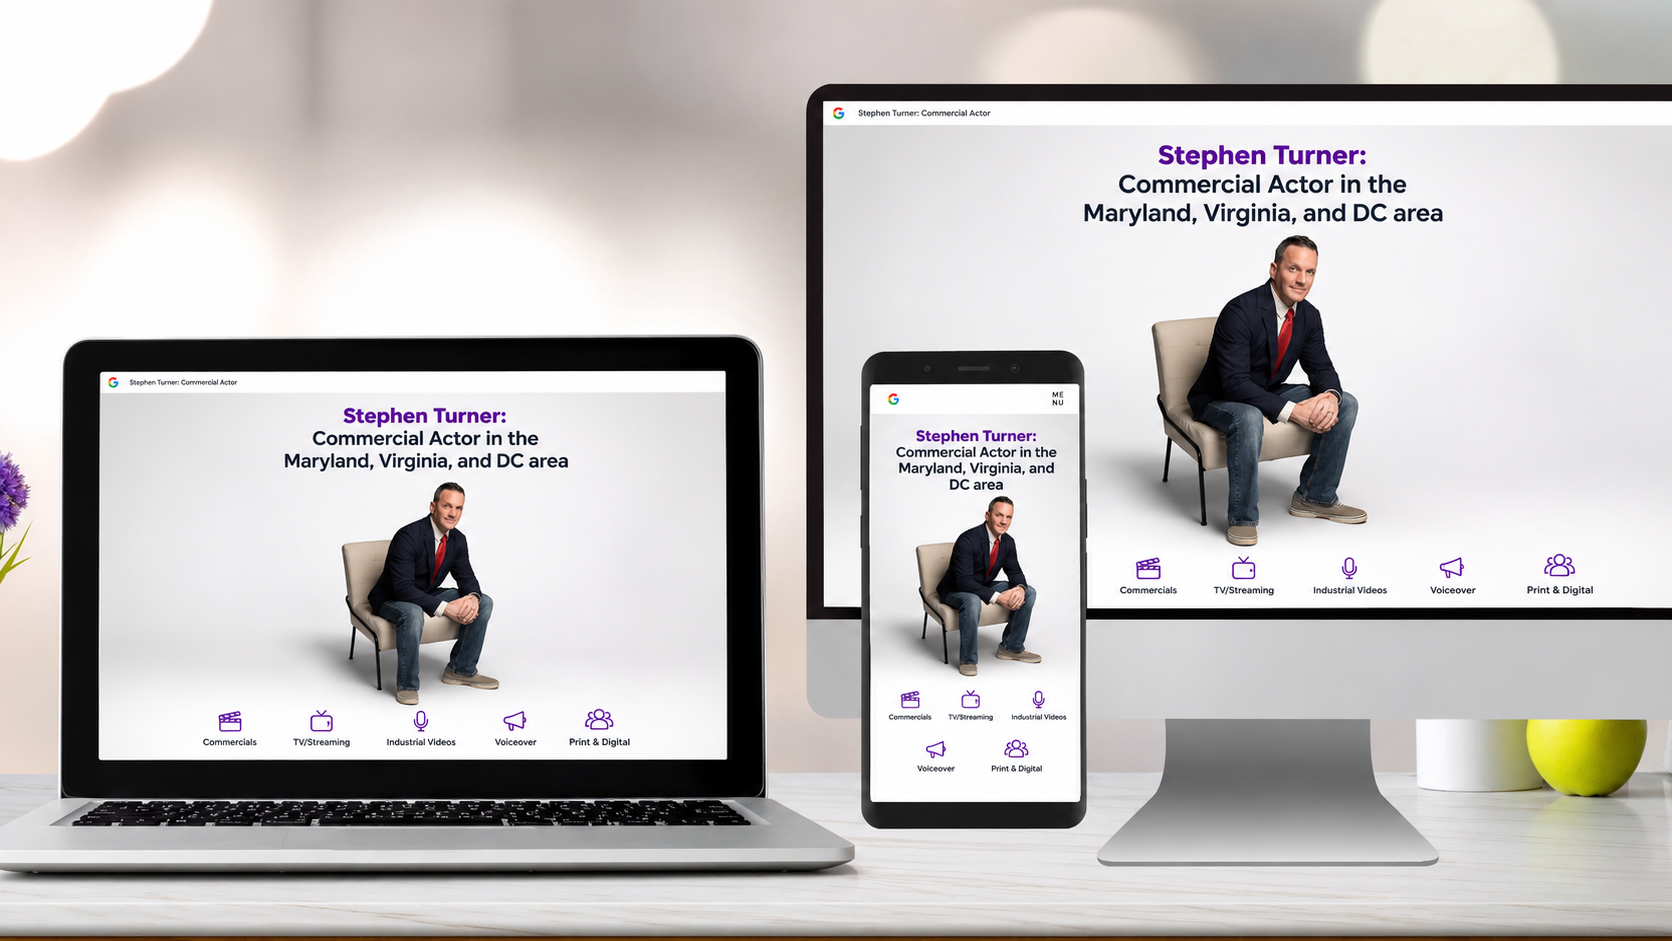 Stephen Turner: Commercial Actor
Stephen Turner:
Commercial Actor in the
Maryland, Virginia, and DC area
Commercials
TV/Streaming
Industrial Videos
Voiceover
Print & Digital
G
ME
NU
Stephen Turner:
Commercial Actor in the
Maryland, Virginia, and
DC area
Commercials
TV/Streaming
Industrial Videos
Voiceover
Print & Digital
G
Stephen Turner: Commercial Actor
Stephen Turner:
Commercial Actor in the
Maryland, Virginia, and DC area
Commercials
TV/Streaming
Industrial Videos
Voiceover
Print & Digital